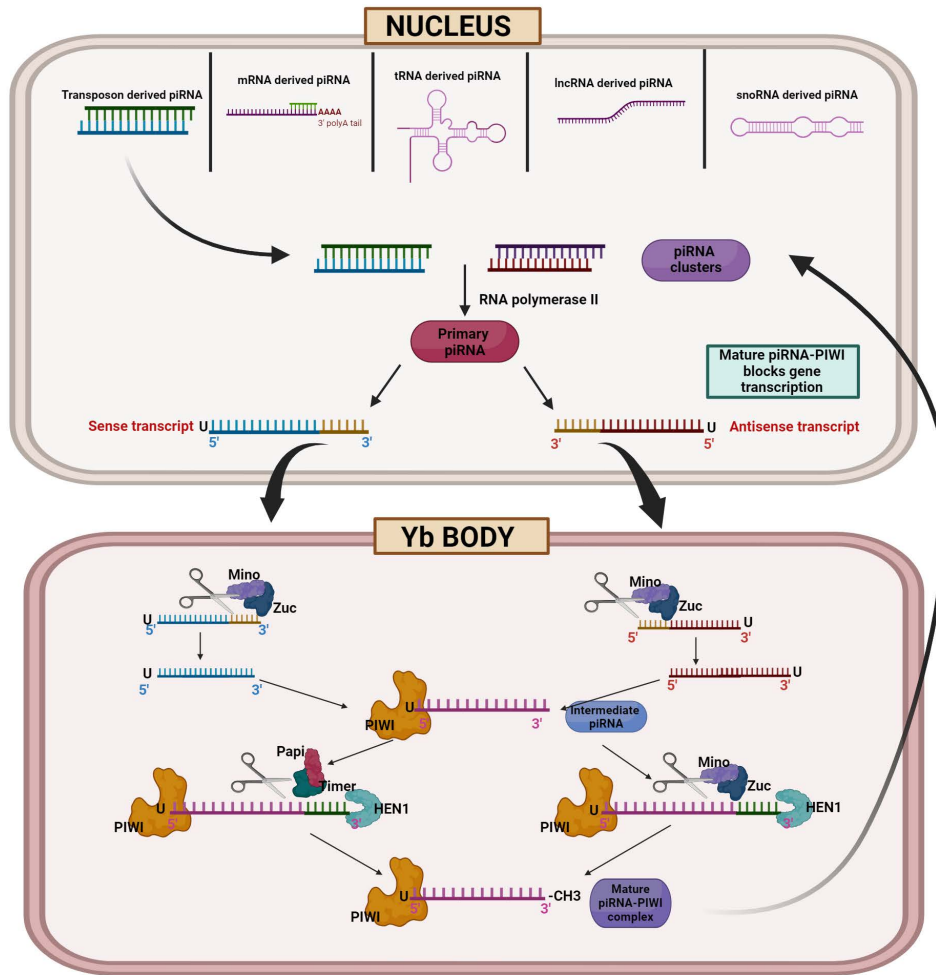 NUCLEUS
Transposon derived piRNA
mRNA derived piRNA
AAAA
3' polyA tail
tRNA derived piRNA
lncRNA derived piRNA
snoRNA derived piRNA
piRNA
clusters
RNA polymerase II
Primary
piRNA
Mature piRNA-PIWI
blocks gene
transcription
Sense transcript
U
5'
3'
3'
5'
U
Antisense transcript
Yb BODY
Mino
Zuc
U
5'
3'
Mino
Zuc
5'
3'
U
U
5'
3'
5'
3'
U
PIWI
U
5'
3'
Intermediate
piRNA
Papi
Timer
PIWI
U
5'
3'
HEN1
Mino
Zuc
PIWI
U
5'
3'
HEN1
PIWI
U
5'
3'
-CH3
Mature
piRNA-PIWI
complex